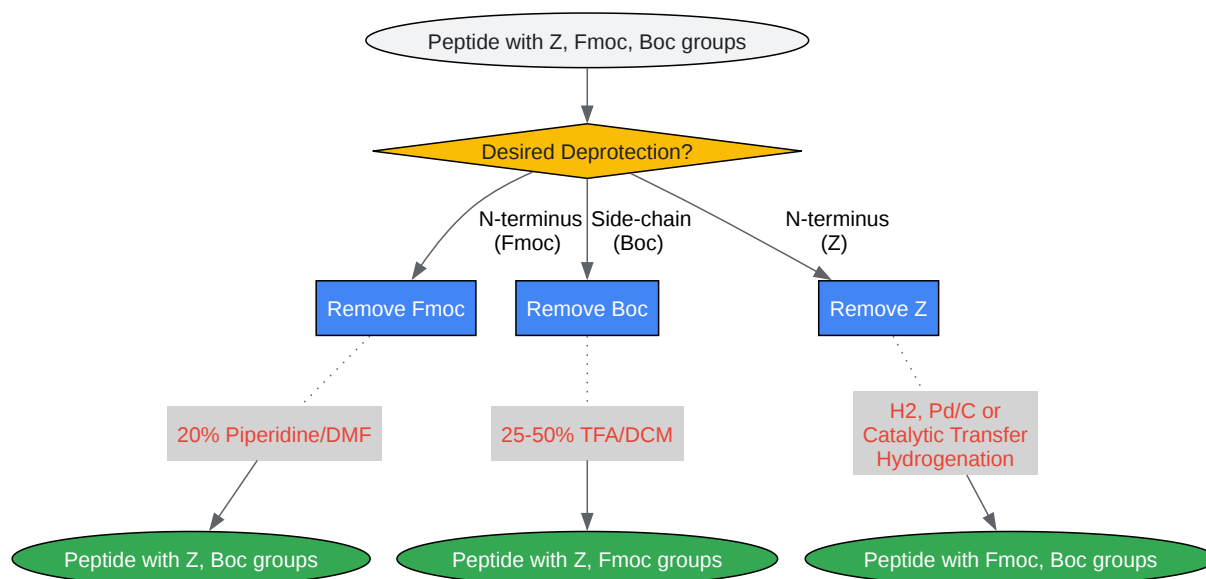 Peptide with Z, Fmoc, Boc groups
Desired Deprotection?
N-terminus
(Fmoc)
Side-chain
(Boc)
N-terminus
(Z)
Remove Fmoc
Remove Boc
Remove Z
20% Piperidine/DMF
25-50% TFA/DCM
H2, Pd/C or
Catalytic Transfer
Hydrogenation
Peptide with Z, Boc groups
Peptide with Z, Fmoc groups
Peptide with Fmoc, Boc groups